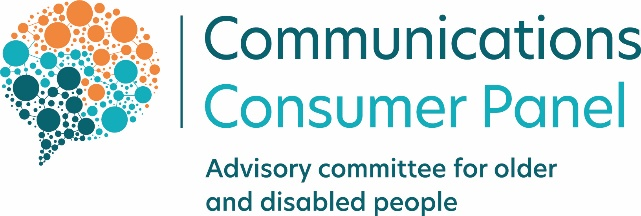 Communications
Consumer Panel
Advisory committee for older
and disabled people